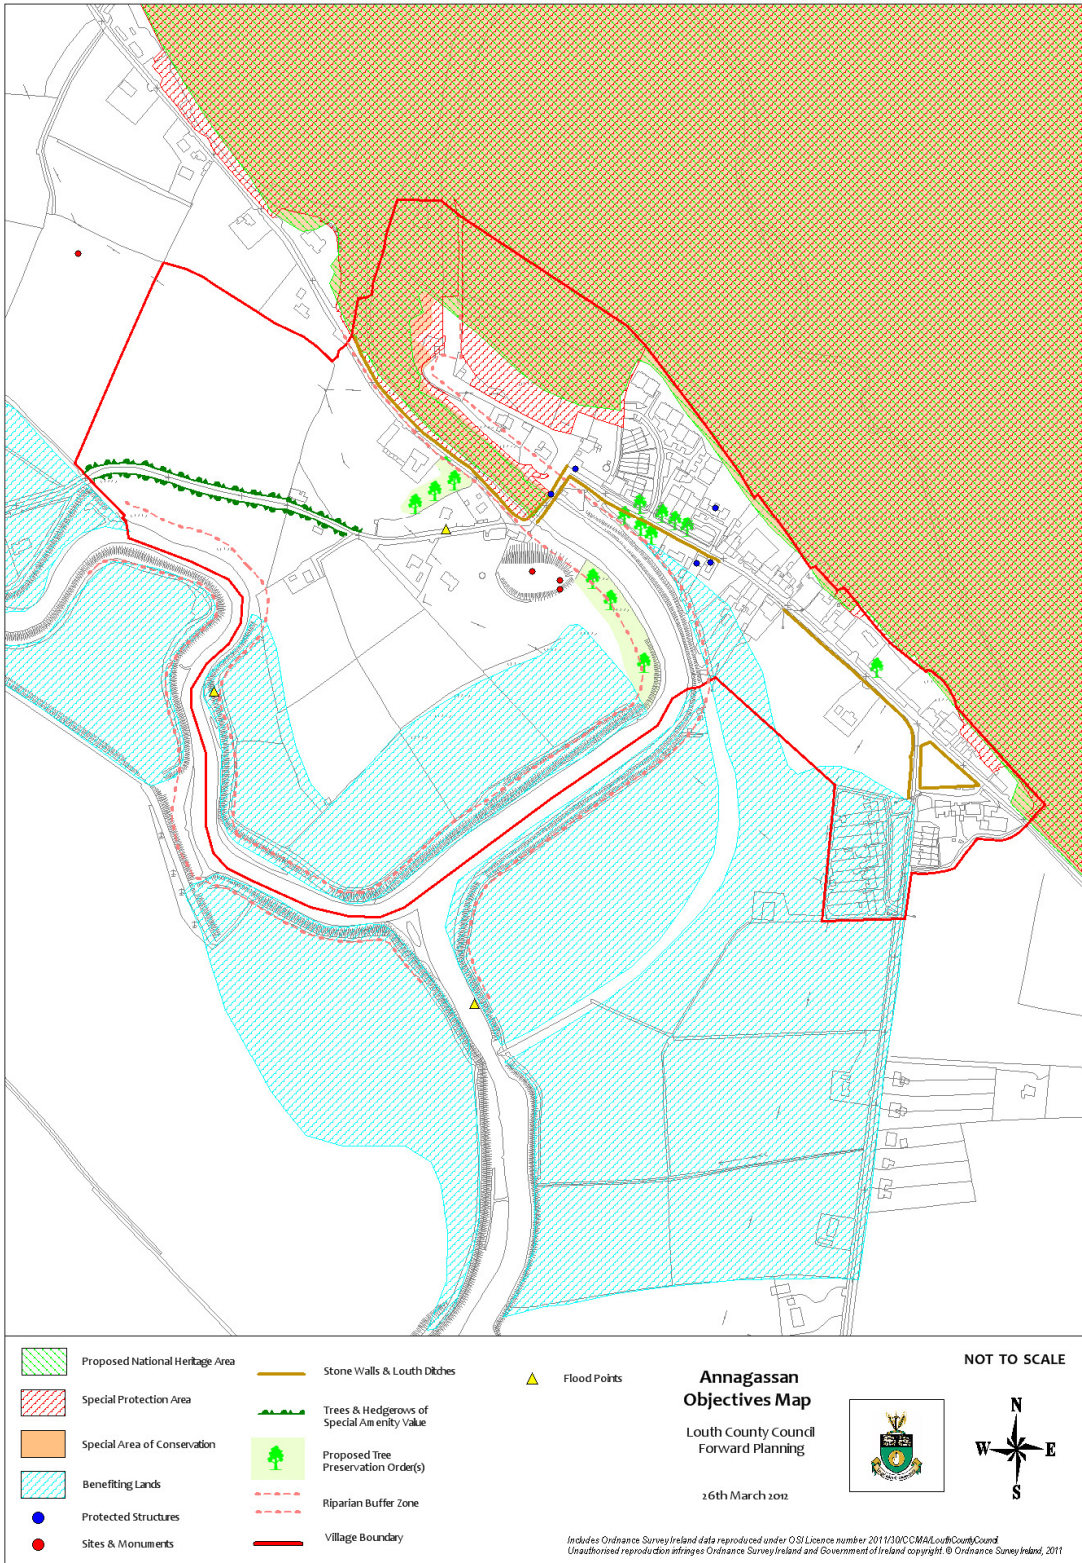 Proposed National Heritage Area
Special Protection Area
Special Area of Conservation
Benefiting Lands
Protected Structures
Sites & Monuments
Stone Walls & Louth Ditches
Trees & Hedgerows of
Special Amenity Value
Proposed Tree
Preservation Order(s)
Riparian Buffer Zone
Village Boundary
Flood Points
Annagassan
Objectives Map
Louth County Council
Forward Planning
26th March 2012
NOT TO SCALE
N
W E
S
Includes Ordnance Survey Ireland data reproduced under OSi Licence number 2011/30/CCMA/LouthCountyCouncil
Unauthorised reproduction infringes Ordnance Survey Ireland and Government of Ireland copyright. © Ordnance Survey Ireland, 2011